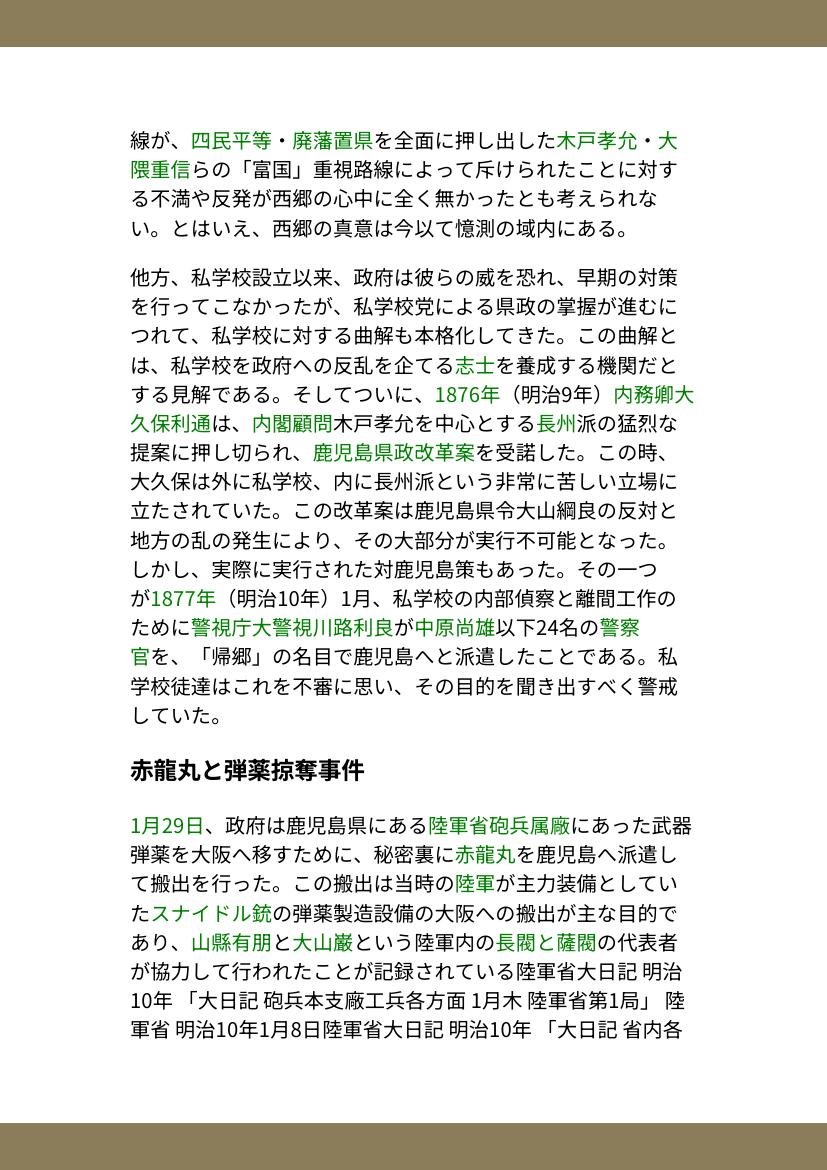 線が、四民平等・廃藩置県を全面に押し出した木戸孝允・大
隈重信らの「富国」重視路線によって斥けられたことに対す
る不満や反発が西郷の心中に全く無かったとも考えられな
い。とはいえ、西郷の真意は今以て憶測の域内にある。
他方、私学校設立以来、政府は彼らの威を恐れ、早期の対策
を行ってこなかったが、私学校党による県政の掌握が進むに
つれて、私学校に対する曲解も本格化してきた。この曲解と
は、私学校を政府への反乱を企てる志士を養成する機関だと
する見解である。そしてついに、1876年（明治9年）内務卿大
久保利通は、内閣顧問木戸孝允を中心とする長州派の猛烈な
提案に押し切られ、鹿児島県政改革案を受諾した。この時、
大久保は外に私学校、内に長州派という非常に苦しい立場に
立たされていた。この改革案は鹿児島県令大山綱良の反対と
地方の乱の発生により、その大部分が実行不可能となった。
しかし、実際に実行された対鹿児島策もあった。その一つ
が1877年（明治10年）1月、私学校の内部偵察と離間工作の
ために警視庁大警視川路利良が中原尚雄以下24名の警察
官を、「帰郷」の名目で鹿児島へと派遣したことである。私
学校徒達はこれを不審に思い、その目的を聞き出すべく警戒
していた。
赤龍丸と弾薬掠奪事件
1月29日、政府は鹿児島県にある陸軍省砲兵属廠にあった武器
弾薬を大阪へ移すために、秘密裏に赤龍丸を鹿児島へ派遣し
て搬出を行った。この搬出は当時の陸軍が主力装備としてい
たスナイドル銃の弾薬製造設備の大阪への搬出が主な目的で
あり、山縣有朋と大山巌という陸軍内の長閥と薩閥の代表者
が協力して行われたことが記録されている陸軍省大日記 明治
10年 「大日記 砲兵本支廠工兵各方面 1月木 陸軍省第1局」 陸
軍省 明治10年1月8日陸軍省大日記 明治10年 「大日記 省内各